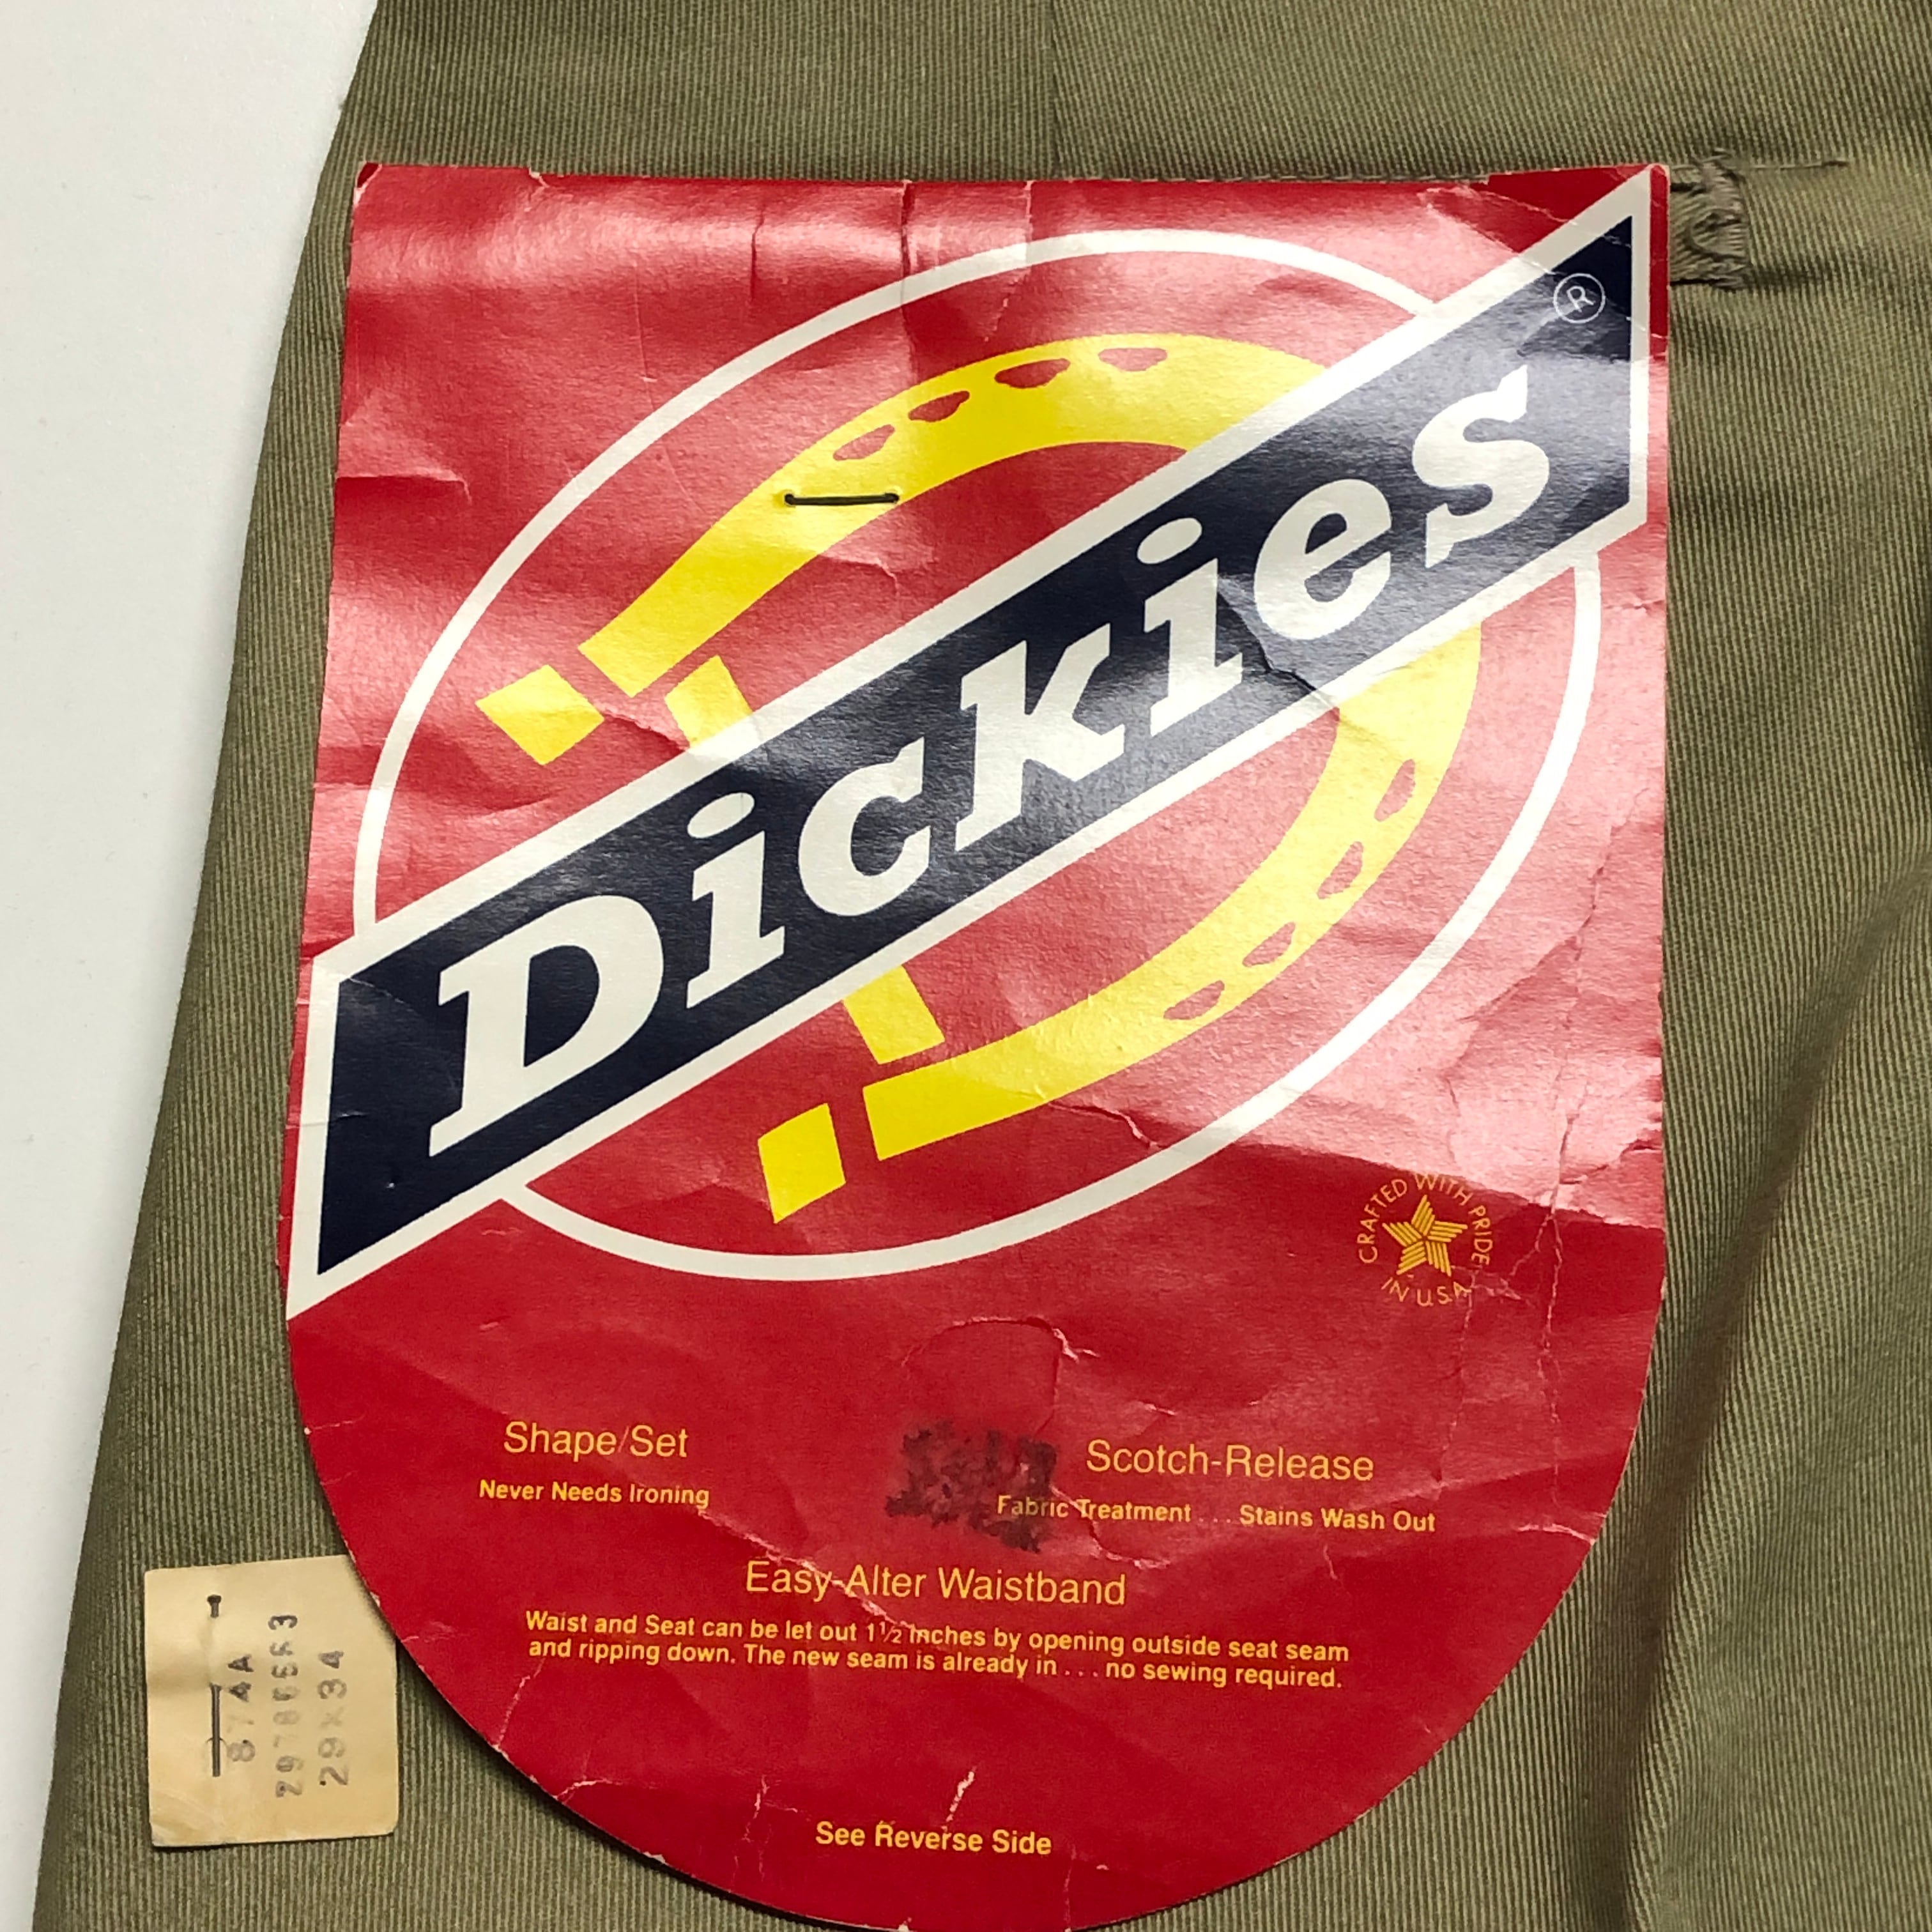 Dickies
®
CRAFTED WITH PRIDE
IN U.S.A.
Shape/Set
Never Needs Ironing
Scotch-Release
Fabric Treatment . . . Stains Wash Out
Easy-Alter Waistband
Waist and Seat can be let out 1½ inches by opening outside seat seam
and ripping down. The new seam is already in . . . no sewing required.
See Reverse Side
874A
29X34